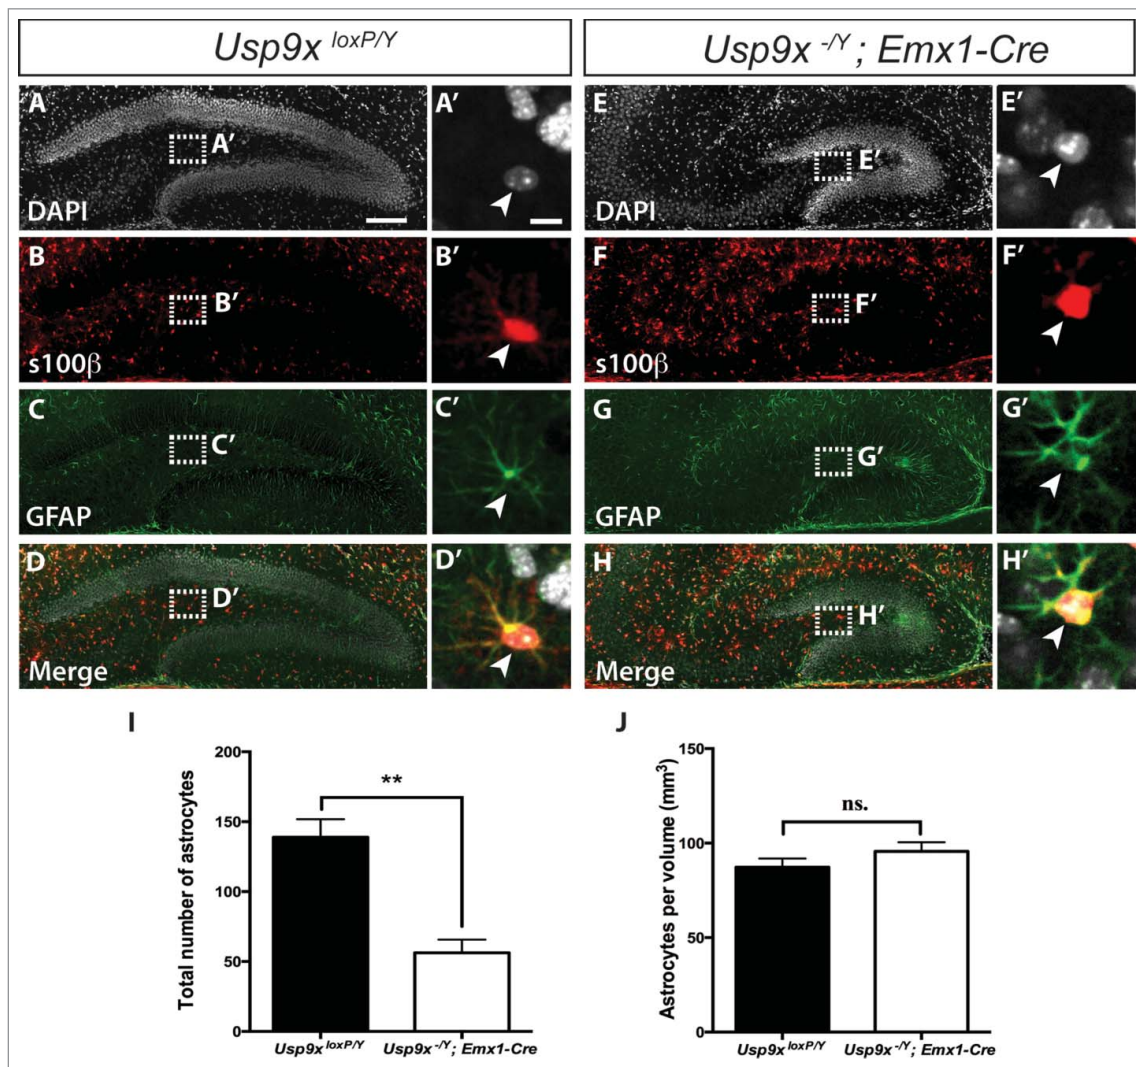 Usp9x loxP/Y
Usp9x -/Y ; Emx1-Cre
A
A′
A′
DAPI
E
E′
E′
DAPI
B
B′
B′
s100β
F
F′
F′
s100β
C
C′
C′
GFAP
G
G′
G′
GFAP
D
D′
D′
Merge
H
H′
H′
Merge
I
Total number of astrocytes
200
150
100
50
0
**
Usp9x loxP/Y
Usp9x -/Y; Emx1-Cre
J
Astrocytes per volume (mm³)
150
100
50
0
ns.
Usp9x loxP/Y
Usp9x -/Y; Emx1-Cre